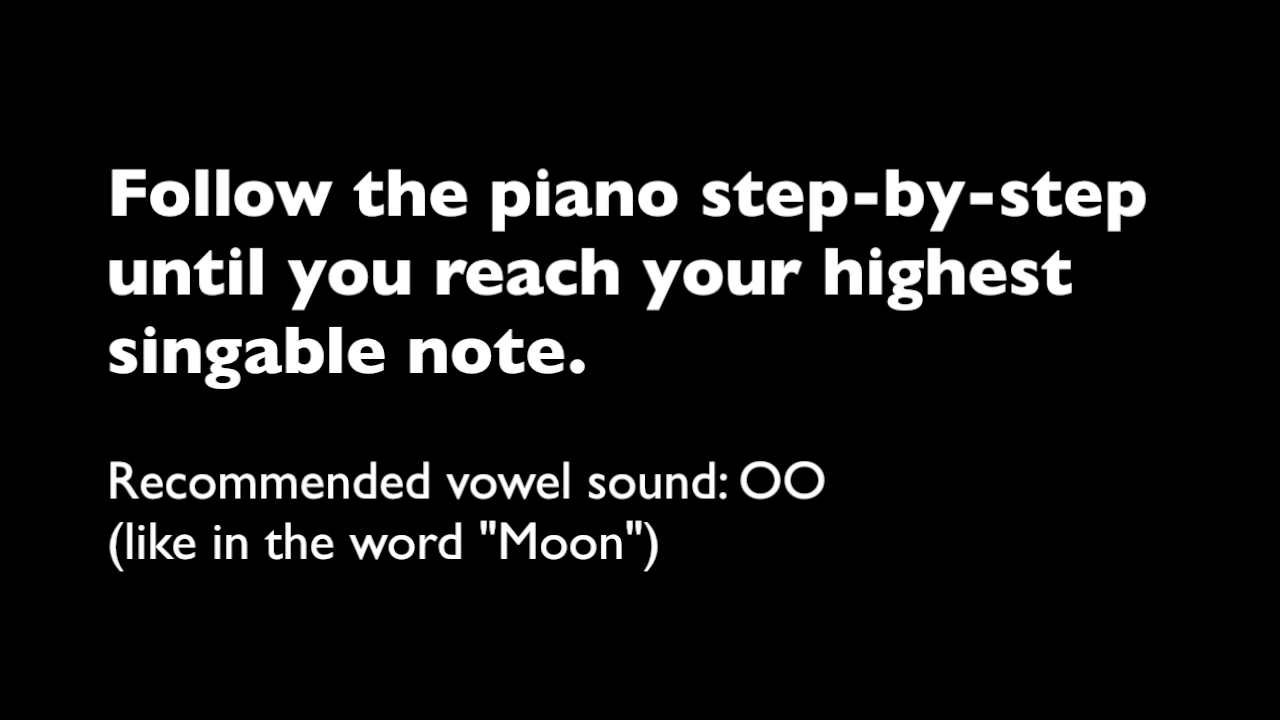 Follow the piano step-by-step
until you reach your highest
singable note.
Recommended vowel sound: OO
(like in the word "Moon")